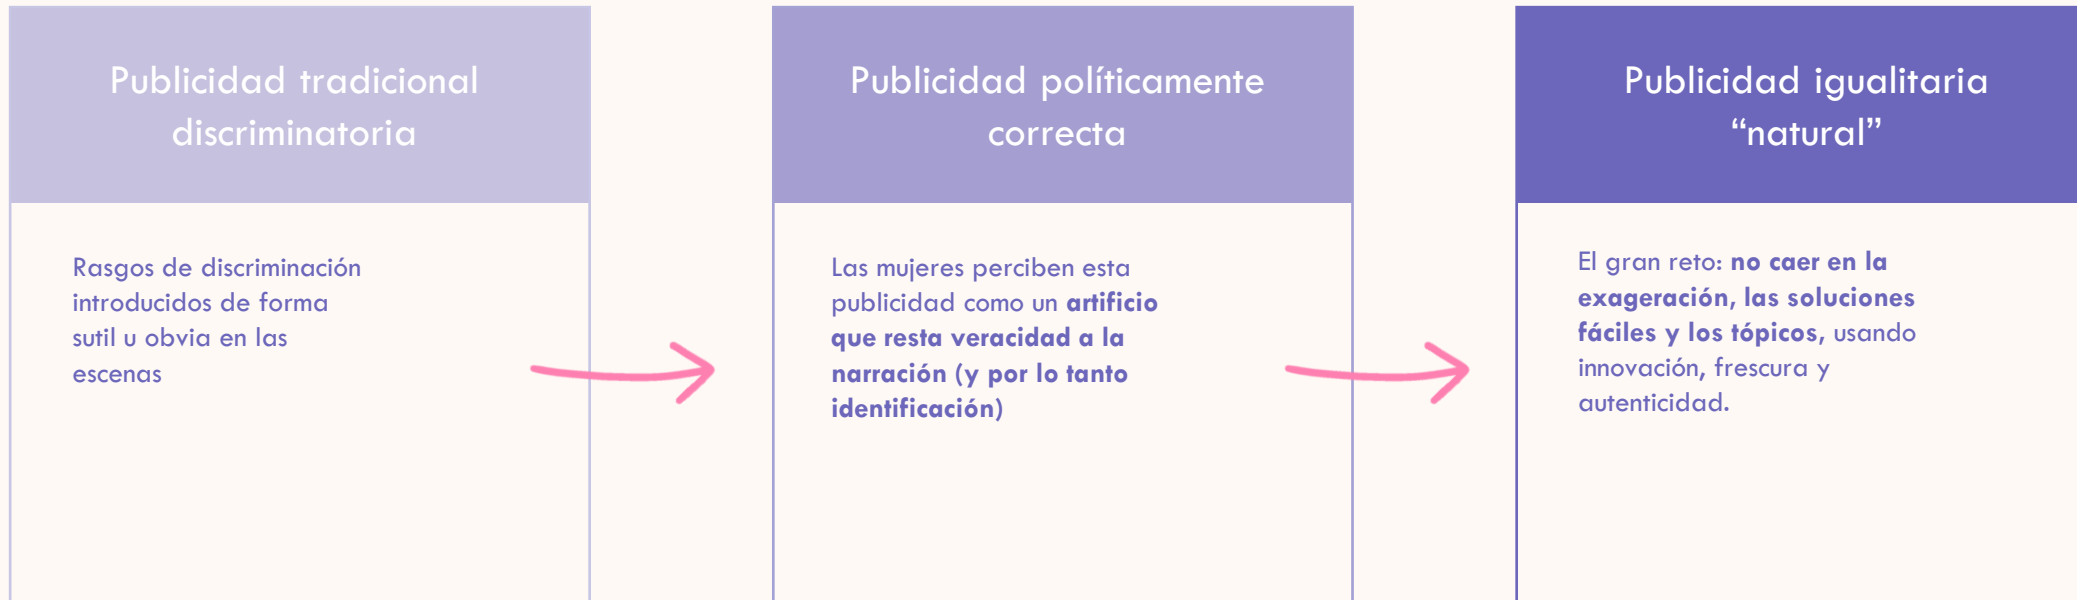 Publicidad tradicional
discriminatoria
Rasgos de discriminación
introducidos de forma
sutil u obvia en las
escenas
Publicidad políticamente
correcta
Las mujeres perciben esta
publicidad como un artificio
que resta veracidad a la
narración (y por lo tanto
identificación)
Publicidad igualitaria
“natural”
El gran reto: no caer en la
exageración, las soluciones
fáciles y los tópicos, usando
innovación, frescura y
autenticidad.